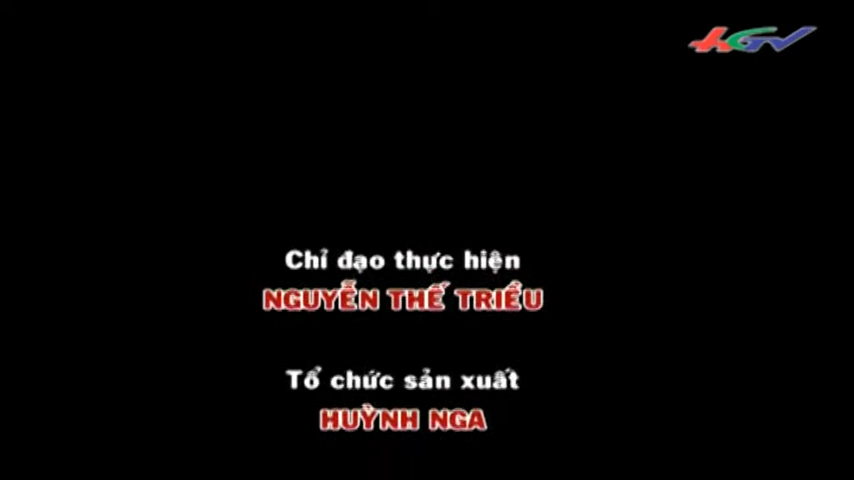 HGV
Chỉ đạo thực hiện
NGUYỄN THẾ TRIỀU
Tổ chức sản xuất
HUỲNH NGA